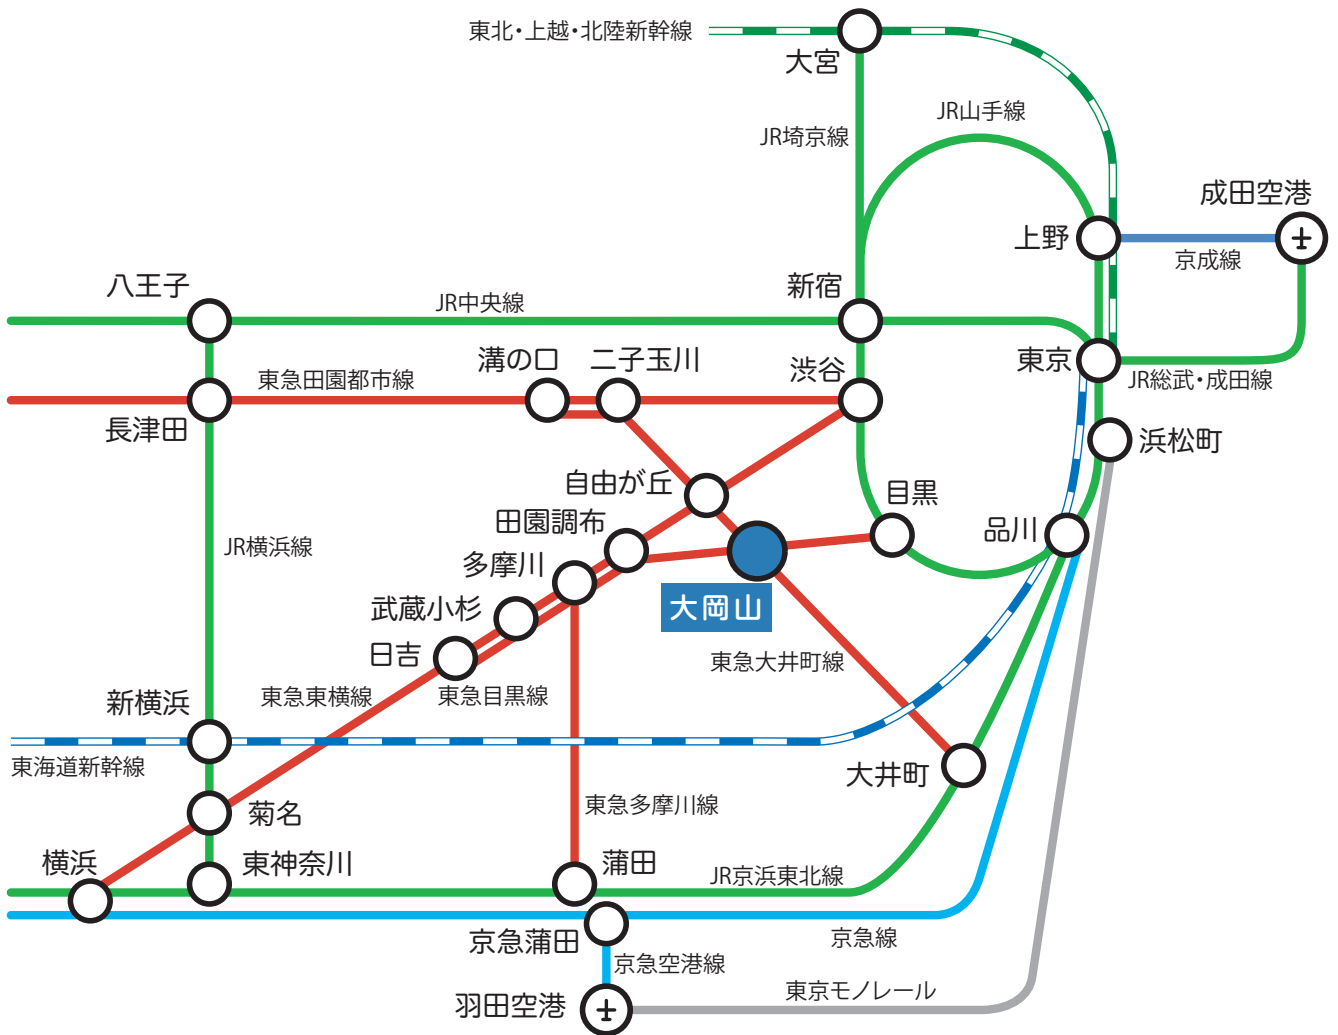 東北・上越・北陸新幹線
大宮
JR山手線
JR埼京線
成田空港
上野
京成線
八王子
新宿
JR中央線
溝の口
二子玉川
渋谷
東京
東急田園都市線
JR総武・成田線
長津田
浜松町
自由が丘
目黒
田園調布
品川
JR横浜線
多摩川
武蔵小杉
大岡山
日吉
東急大井町線
東急東横線
東急目黒線
新横浜
東海道新幹線
大井町
東急多摩川線
菊名
横浜
東神奈川
蒲田
JR京浜東北線
京急蒲田
京急線
京急空港線
東京モノレール
羽田空港